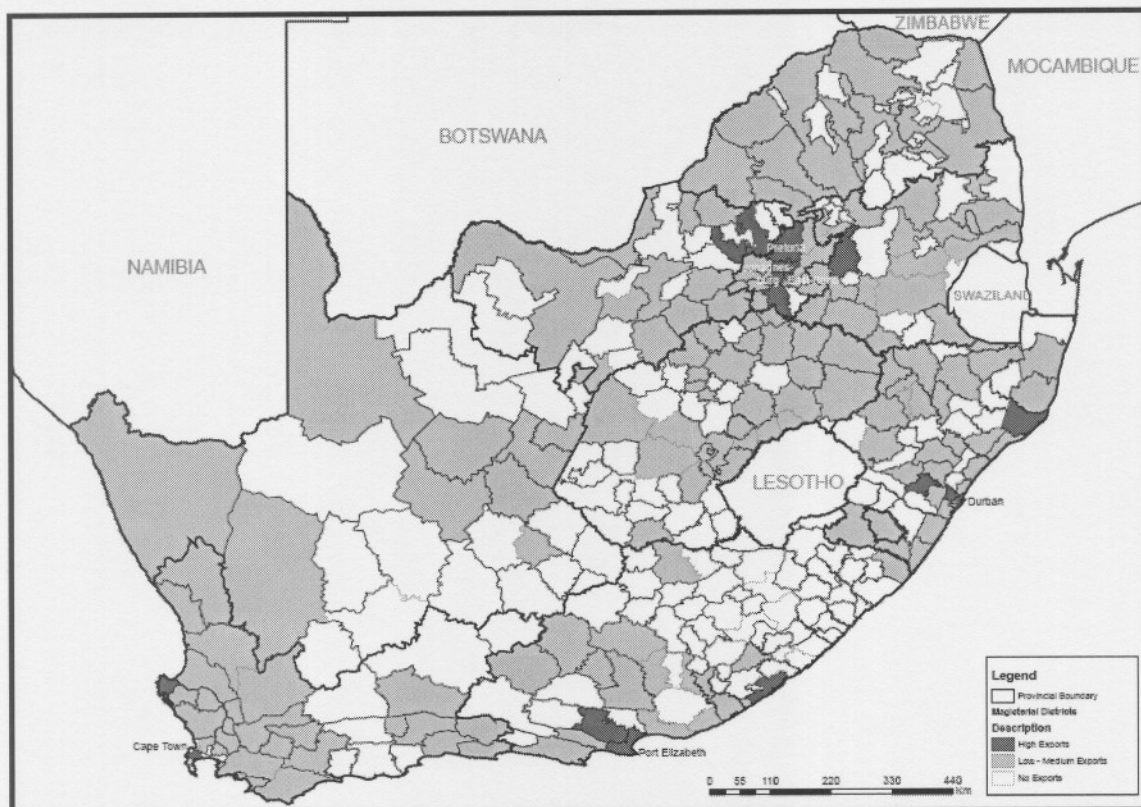 ZIMBABWE
MOCAMBIQUE
BOTSWANA
NAMIBIA
Pretoria
SWAZILAND
LESOTHO
Durban
Cape Town
Port Elizabeth
Legend
Provincial Boundary
Magisterial Districts
Description
High Exports
Low - Medium Exports
No Exports
0 55 110 220 330 440
Km